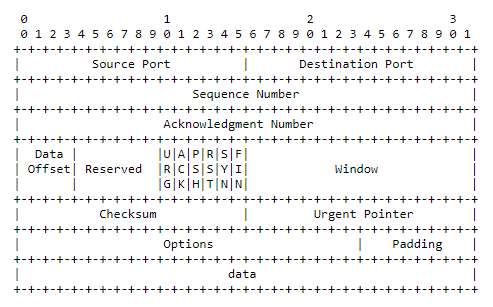 0                   1                   2                   3
 0 1 2 3 4 5 6 7 8 9 0 1 2 3 4 5 6 7 8 9 0 1 2 3 4 5 6 7 8 9 0 1
+-+-+-+-+-+-+-+-+-+-+-+-+-+-+-+-+-+-+-+-+-+-+-+-+-+-+-+-+-+-+-+-+
|          Source Port          |       Destination Port        |
+-+-+-+-+-+-+-+-+-+-+-+-+-+-+-+-+-+-+-+-+-+-+-+-+-+-+-+-+-+-+-+-+
|                        Sequence Number                        |
+-+-+-+-+-+-+-+-+-+-+-+-+-+-+-+-+-+-+-+-+-+-+-+-+-+-+-+-+-+-+-+-+
|                    Acknowledgment Number                      |
+-+-+-+-+-+-+-+-+-+-+-+-+-+-+-+-+-+-+-+-+-+-+-+-+-+-+-+-+-+-+-+-+
|  Data |           |U|A|P|R|S|F|                               |
| Offset| Reserved  |R|C|S|S|Y|I|            Window             |
|       |           |G|K|H|T|N|N|                               |
+-+-+-+-+-+-+-+-+-+-+-+-+-+-+-+-+-+-+-+-+-+-+-+-+-+-+-+-+-+-+-+-+
|           Checksum            |         Urgent Pointer        |
+-+-+-+-+-+-+-+-+-+-+-+-+-+-+-+-+-+-+-+-+-+-+-+-+-+-+-+-+-+-+-+-+
|                    Options                    |    Padding    |
+-+-+-+-+-+-+-+-+-+-+-+-+-+-+-+-+-+-+-+-+-+-+-+-+-+-+-+-+-+-+-+-+
|                             data                              |
+-+-+-+-+-+-+-+-+-+-+-+-+-+-+-+-+-+-+-+-+-+-+-+-+-+-+-+-+-+-+-+-+